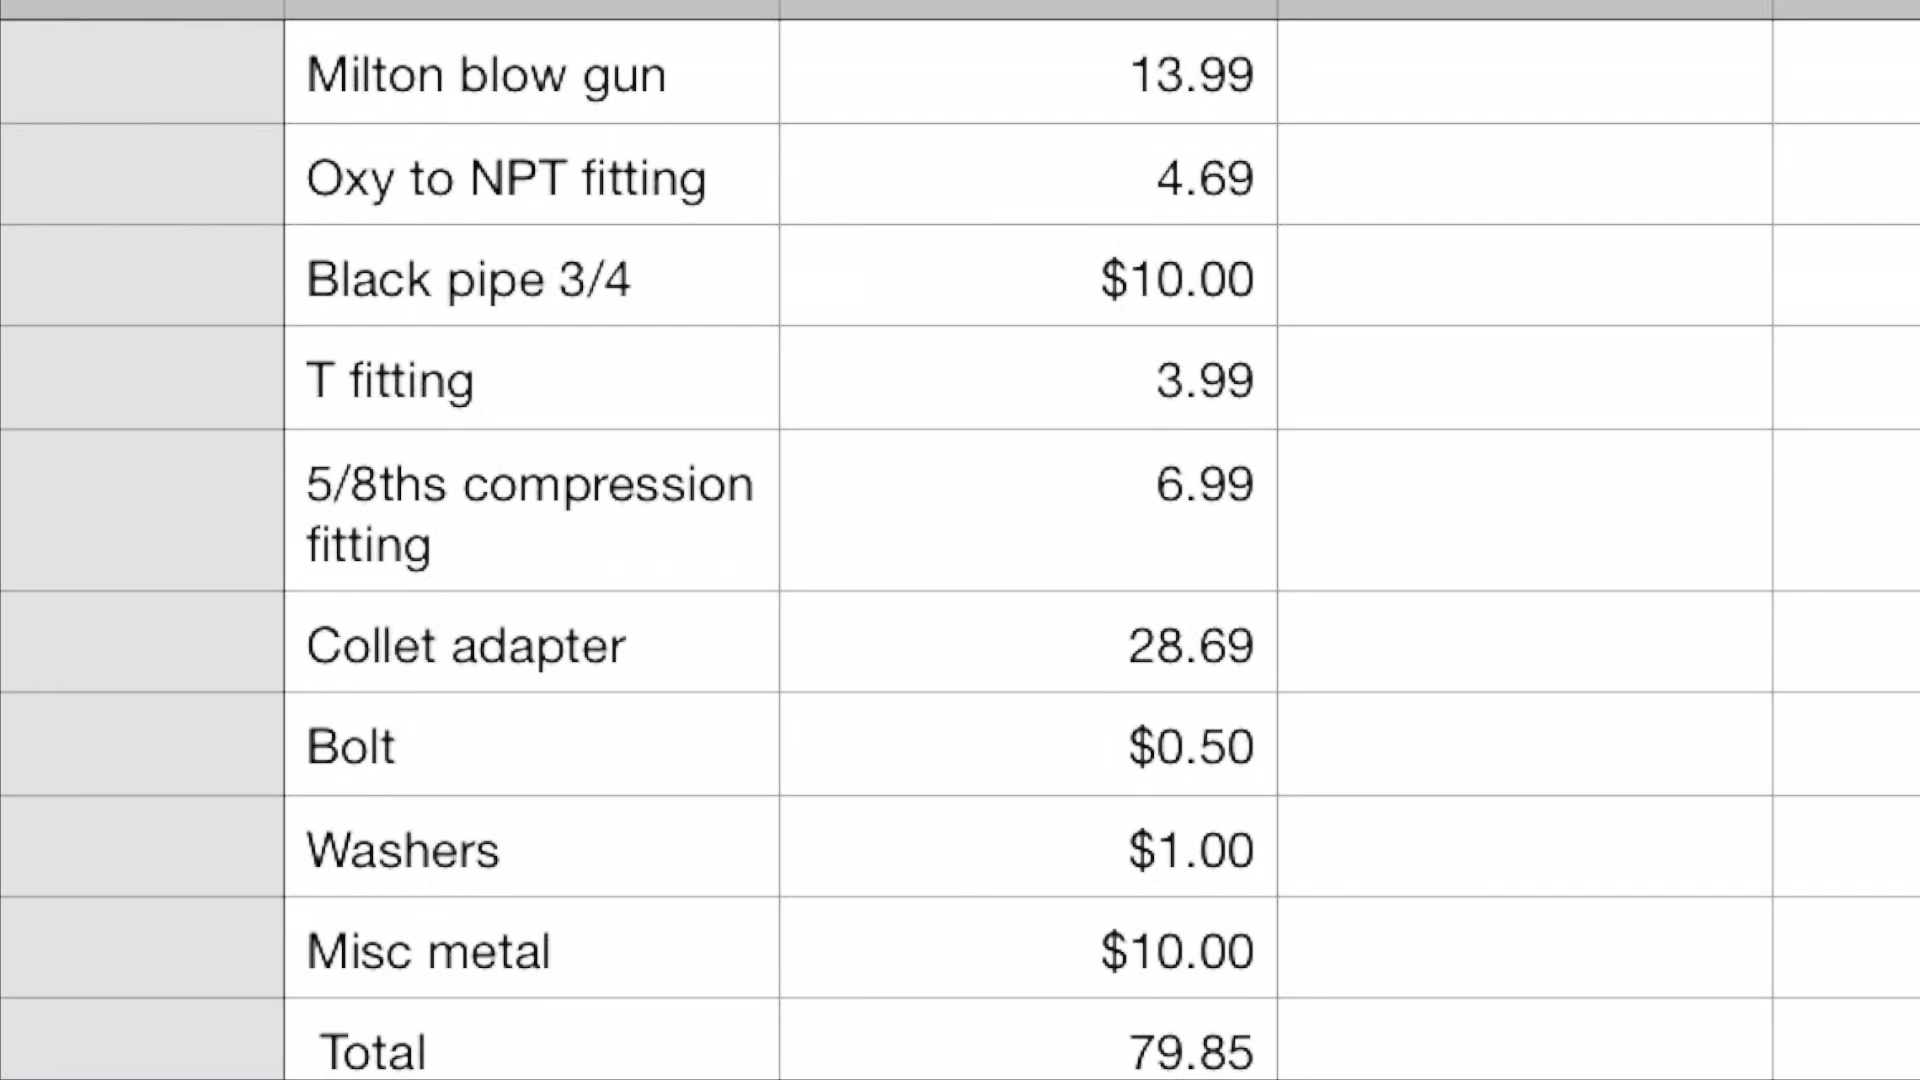 Milton blow gun 13.99
Oxy to NPT fitting 4.69
Black pipe 3/4 $10.00
T fitting 3.99
5/8ths compression 6.99
fitting
Collet adapter 28.69
Bolt $0.50
Washers $1.00
Misc metal $10.00
Total 79.85